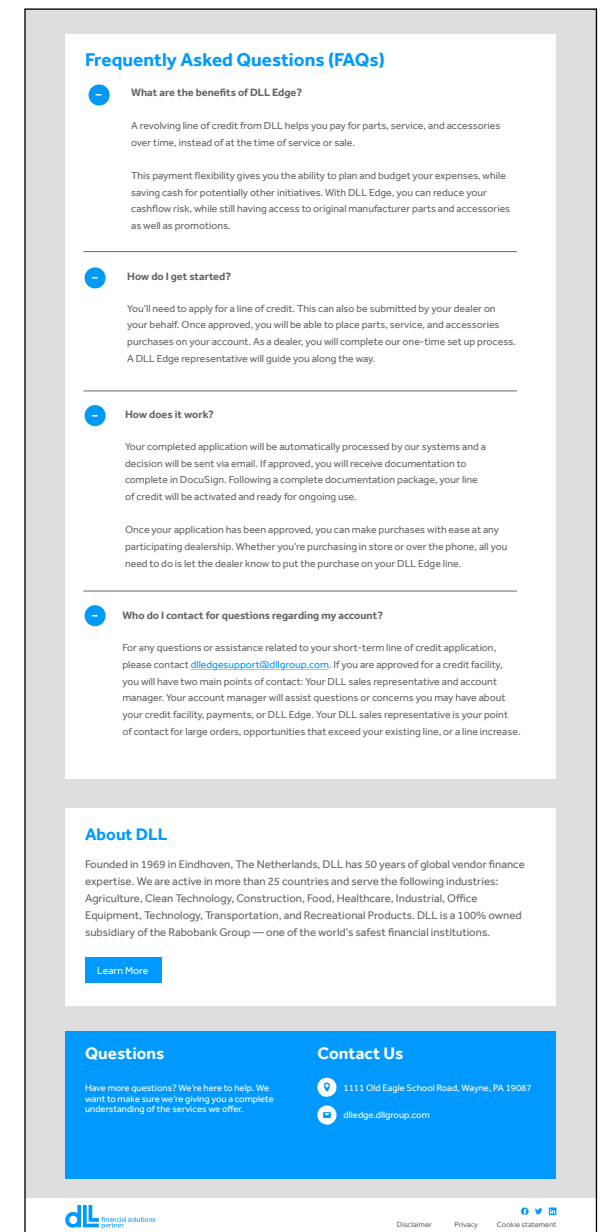 Frequently Asked Questions (FAQs)
What are the benefits of DLL Edge?
A revolving line of credit from DLL helps you pay for parts, service, and accessories
over time, instead of at the time of service or sale.
This payment flexibility gives you the ability to plan and budget your expenses, while
saving cash for potentially other initiatives. With DLL Edge, you can reduce your
cashflow risk, while still having access to original manufacturer parts and accessories
as well as promotions.
How do I get started?
You'll need to apply for a line of credit. This can also be submitted by your dealer on
your behalf. Once approved, you will be able to place parts, service, and accessories
purchases on your account. As a dealer, you will complete our one-time set up process.
A DLL Edge representative will guide you along the way.
How does it work?
Your completed application will be automatically processed by our systems and a
decision will be sent via email. If approved, you will receive documentation to
complete in DocuSign. Following a complete documentation package, your line
of credit will be activated and ready for ongoing use.
Once your application has been approved, you can make purchases with ease at any
participating dealership. Whether you're purchasing in store or over the phone, all you
need to do is let the dealer know to put the purchase on your DLL Edge line.
Who do I contact for questions regarding my account?
For any questions or assistance related to your short-term line of credit application,
please contact dlledgesupport@dllgroup.com. If you are approved for a credit facility,
you will have two main points of contact: Your DLL sales representative and account
manager. Your account manager will assist questions or concerns you may have about
your credit facility, payments, or DLL Edge. Your DLL sales representative is your point
of contact for large orders, opportunities that exceed your existing line, or a line increase.
About DLL
Founded in 1969 in Eindhoven, The Netherlands, DLL has 50 years of global vendor finance
expertise. We are active in more than 25 countries and serve the following industries:
Agriculture, Clean Technology, Construction, Food, Healthcare, Industrial, Office
Equipment, Technology, Transportation, and Recreational Products. DLL is a 100% owned
subsidiary of the Rabobank Group — one of the world's safest financial institutions.
Learn More
Questions
Have more questions? We're here to help. We
want to make sure we're giving you a complete
understanding of the services we offer.
Contact Us
1111 Old Eagle School Road, Wayne, PA 19087
dlledge.dllgroup.com
dLL financial solutions
partner
Disclaimer Privacy Cookie statement